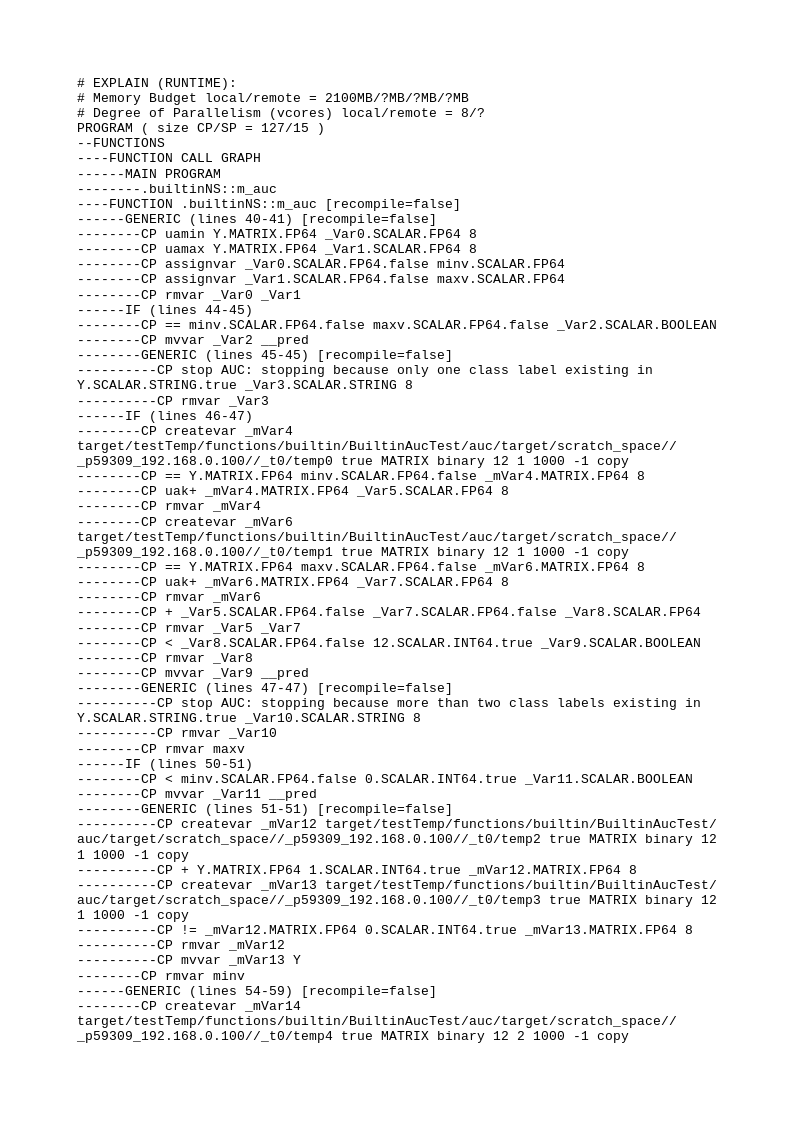 # EXPLAIN (RUNTIME):
# Memory Budget local/remote = 2100MB/?MB/?MB/?MB
# Degree of Parallelism (vcores) local/remote = 8/?
PROGRAM ( size CP/SP = 127/15 )
--FUNCTIONS
----FUNCTION CALL GRAPH
------MAIN PROGRAM
--------.builtinNS::m_auc
----FUNCTION .builtinNS::m_auc [recompile=false]
------GENERIC (lines 40-41) [recompile=false]
--------CP uamin Y.MATRIX.FP64 _Var0.SCALAR.FP64 8
--------CP uamax Y.MATRIX.FP64 _Var1.SCALAR.FP64 8
--------CP assignvar _Var0.SCALAR.FP64.false minv.SCALAR.FP64
--------CP assignvar _Var1.SCALAR.FP64.false maxv.SCALAR.FP64
--------CP rmvar _Var0 _Var1
------IF (lines 44-45)
--------CP == minv.SCALAR.FP64.false maxv.SCALAR.FP64.false _Var2.SCALAR.BOOLEAN
--------CP mvvar _Var2 __pred
--------GENERIC (lines 45-45) [recompile=false]
----------CP stop AUC: stopping because only one class label existing in
Y.SCALAR.STRING.true _Var3.SCALAR.STRING 8
----------CP rmvar _Var3
------IF (lines 46-47)
--------CP createvar _mVar4
target/testTemp/functions/builtin/BuiltinAucTest/auc/target/scratch_space//
_p59309_192.168.0.100//_t0/temp0 true MATRIX binary 12 1 1000 -1 copy
--------CP == Y.MATRIX.FP64 minv.SCALAR.FP64.false _mVar4.MATRIX.FP64 8
--------CP uak+ _mVar4.MATRIX.FP64 _Var5.SCALAR.FP64 8
--------CP rmvar _mVar4
--------CP createvar _mVar6
target/testTemp/functions/builtin/BuiltinAucTest/auc/target/scratch_space//
_p59309_192.168.0.100//_t0/temp1 true MATRIX binary 12 1 1000 -1 copy
--------CP == Y.MATRIX.FP64 maxv.SCALAR.FP64.false _mVar6.MATRIX.FP64 8
--------CP uak+ _mVar6.MATRIX.FP64 _Var7.SCALAR.FP64 8
--------CP rmvar _mVar6
--------CP + _Var5.SCALAR.FP64.false _Var7.SCALAR.FP64.false _Var8.SCALAR.FP64
--------CP rmvar _Var5 _Var7
--------CP < _Var8.SCALAR.FP64.false 12.SCALAR.INT64.true _Var9.SCALAR.BOOLEAN
--------CP rmvar _Var8
--------CP mvvar _Var9 __pred
--------GENERIC (lines 47-47) [recompile=false]
----------CP stop AUC: stopping because more than two class labels existing in
Y.SCALAR.STRING.true _Var10.SCALAR.STRING 8
----------CP rmvar _Var10
--------CP rmvar maxv
------IF (lines 50-51)
--------CP < minv.SCALAR.FP64.false 0.SCALAR.INT64.true _Var11.SCALAR.BOOLEAN
--------CP mvvar _Var11 __pred
--------GENERIC (lines 51-51) [recompile=false]
----------CP createvar _mVar12 target/testTemp/functions/builtin/BuiltinAucTest/
auc/target/scratch_space//_p59309_192.168.0.100//_t0/temp2 true MATRIX binary 12
1 1000 -1 copy
----------CP + Y.MATRIX.FP64 1.SCALAR.INT64.true _mVar12.MATRIX.FP64 8
----------CP createvar _mVar13 target/testTemp/functions/builtin/BuiltinAucTest/
auc/target/scratch_space//_p59309_192.168.0.100//_t0/temp3 true MATRIX binary 12
1 1000 -1 copy
----------CP != _mVar12.MATRIX.FP64 0.SCALAR.INT64.true _mVar13.MATRIX.FP64 8
----------CP rmvar _mVar12
----------CP mvvar _mVar13 Y
--------CP rmvar minv
------GENERIC (lines 54-59) [recompile=false]
--------CP createvar _mVar14
target/testTemp/functions/builtin/BuiltinAucTest/auc/target/scratch_space//
_p59309_192.168.0.100//_t0/temp4 true MATRIX binary 12 2 1000 -1 copy